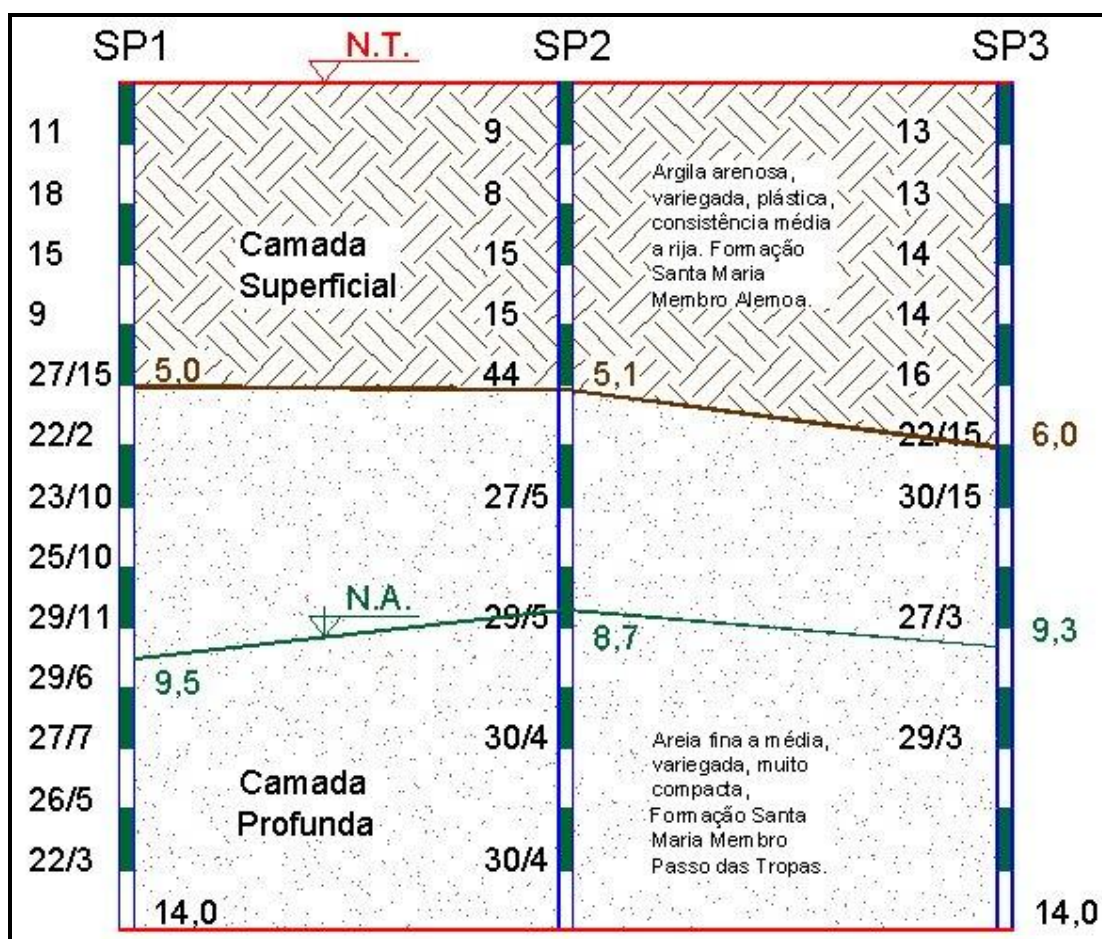 SP1 N.T. SP2 SP3
11 9 13
Argila arenosa,
18 8 variegada, plástica, 13
consistência média
Camada
15 15 a rija. Formação 14
Superficial
Santa Maria
Membro Alemoa.
9 15 14
27/15 5,0 44 5,1 16
22/2 22/15 6,0
23/10 27/5 30/15
25/10
N.A.
29/11 29/5 27/3 9,3
8,7
29/6 9,5
27/7 30/4 Areia fina a média, 29/3
variegada, muito
Camada
compacta,
26/5
Formação Santa
Profunda
Maria Membro
22/3 30/4 Passo das Tropas.
14,0 14,0